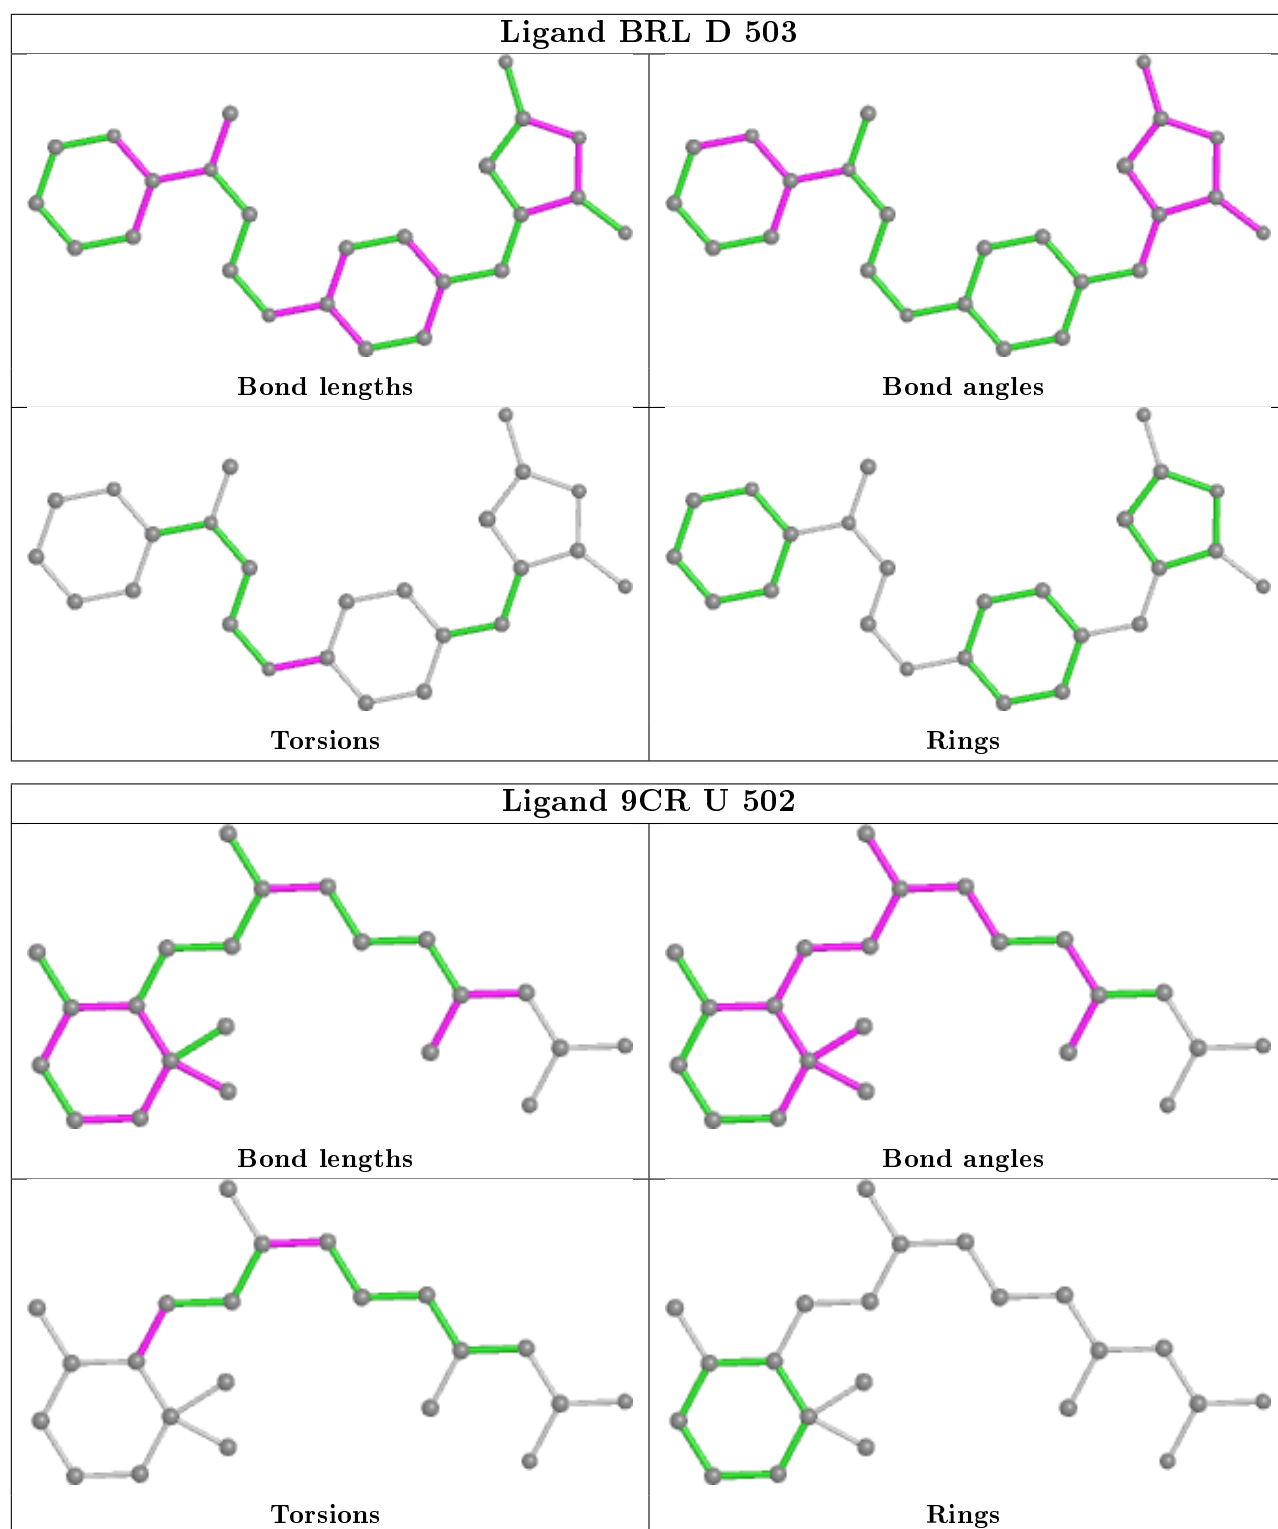 Ligand BRL D 503
Bond lengths
Bond angles
Torsions
Rings
Ligand 9CR U 502
Bond lengths
Bond angles
Torsions
Rings